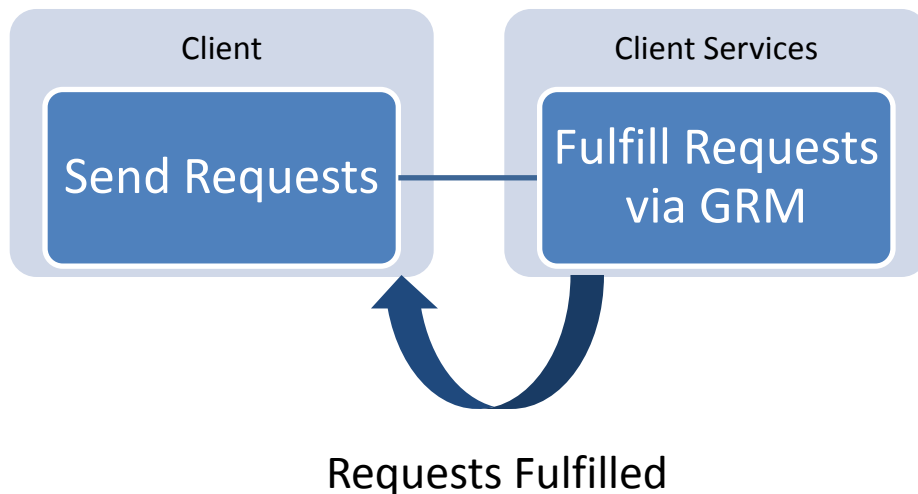 Client
Send Requests
Client Services
Fulfill Requests
via GRM
Requests Fulfilled